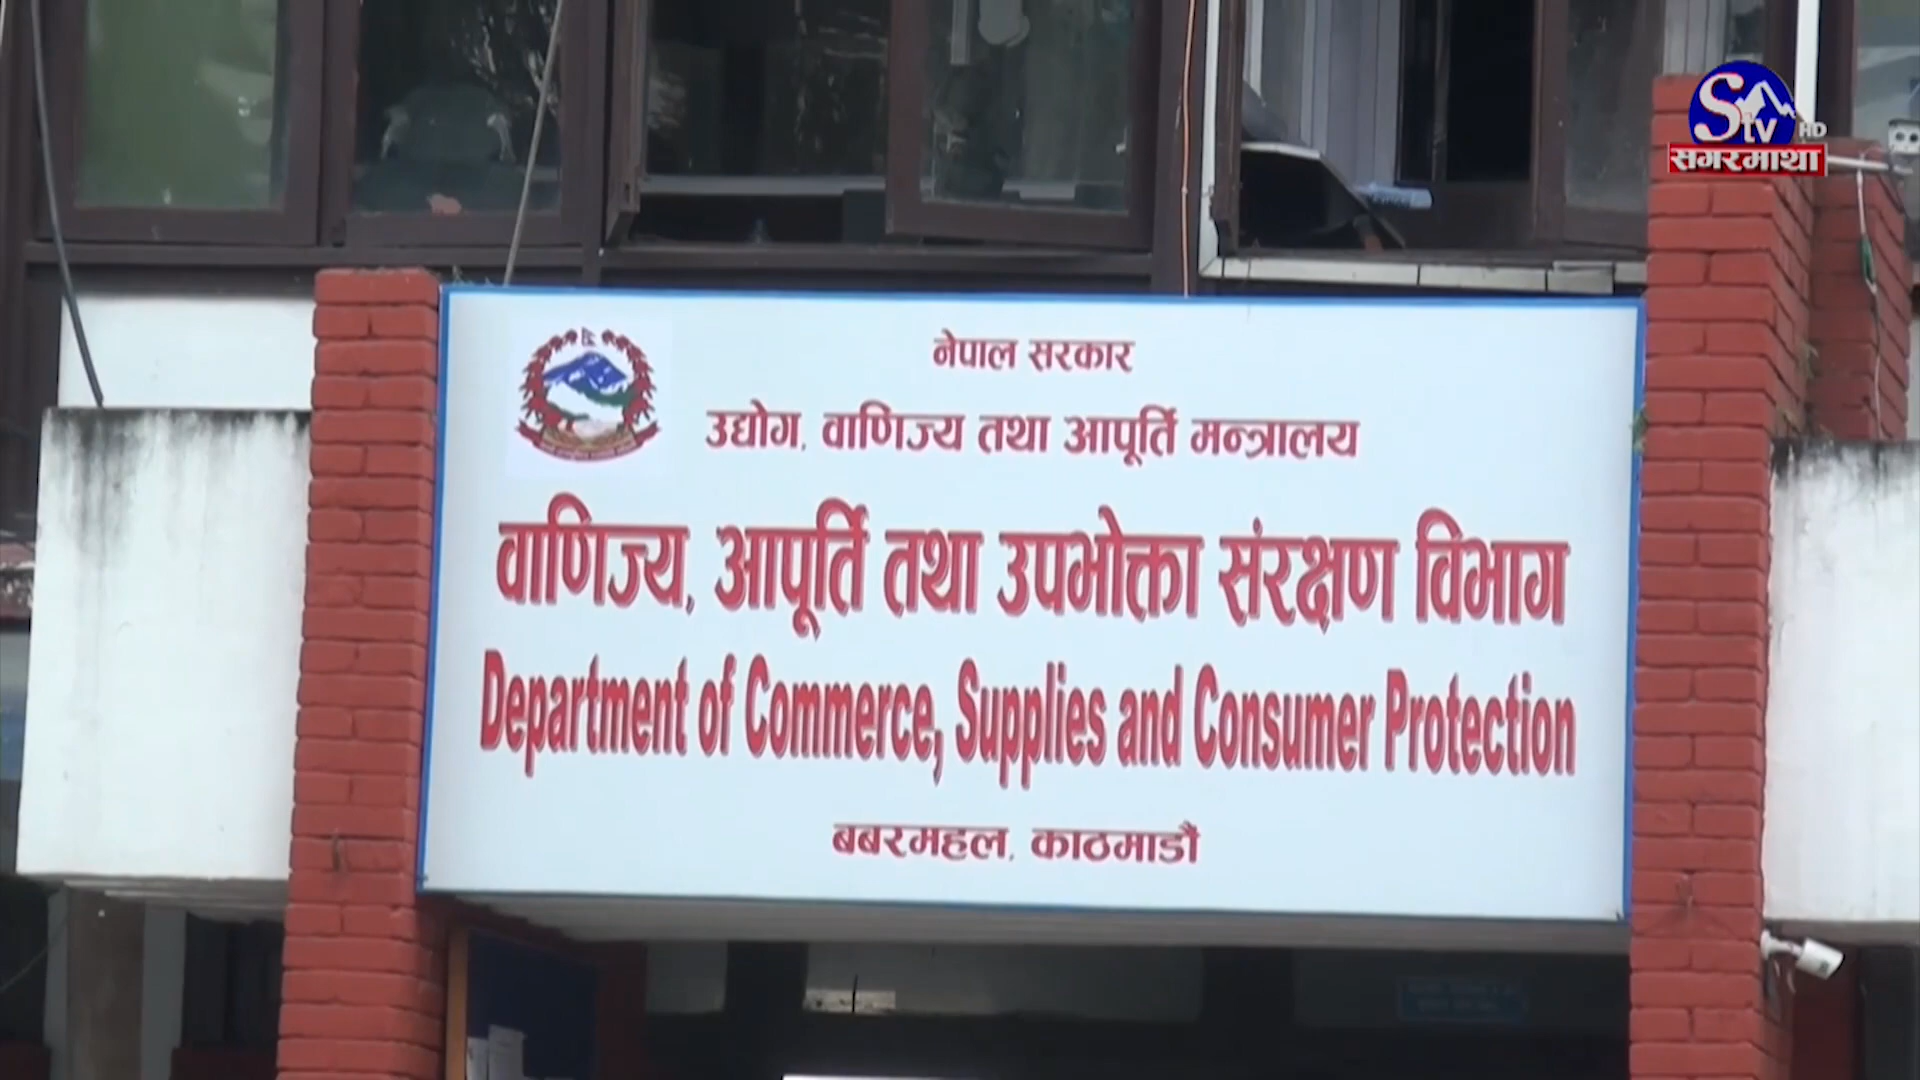 STV HD
सगरमाथा
नेपाल सरकार
उद्योग, वाणिज्य तथा आपूर्ति मन्त्रालय
वाणिज्य, आपूर्ति तथा उपभोक्ता संरक्षण विभाग
Department of Commerce, Supplies and Consumer Protection
बबरमहल, काठमाडौं